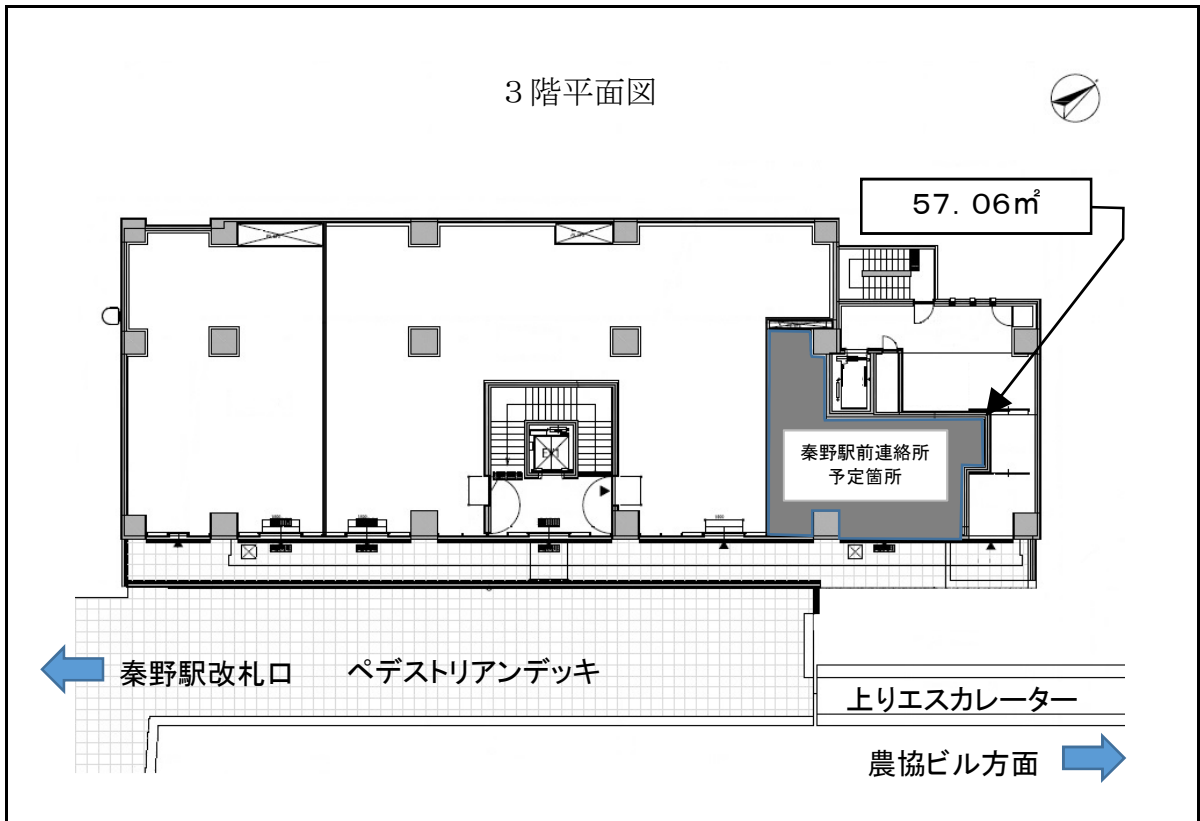 ３階平面図
57．06㎡
秦野駅前連絡所
予定箇所
秦野駅改札口
ペデストリアンデッキ
上りエスカレーター
農協ビル方面